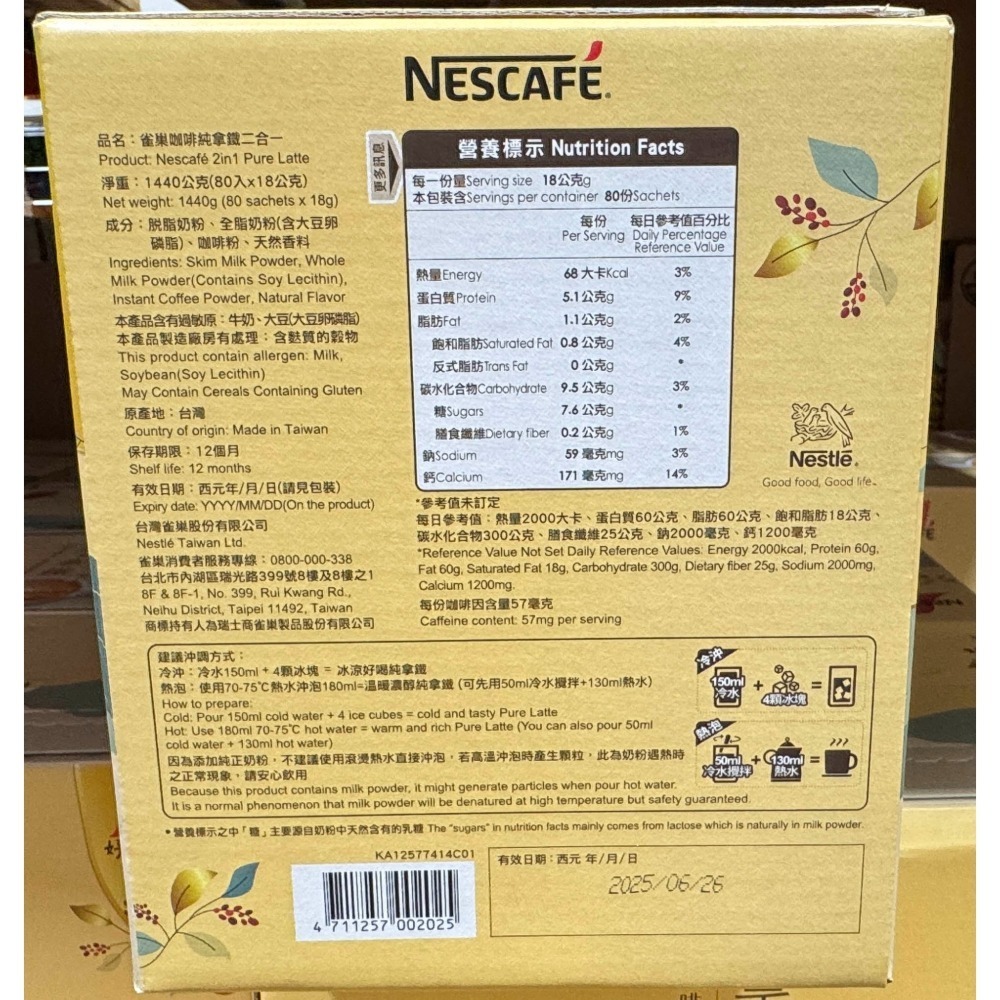 NESCAFÉ
品名：雀巢咖啡純拿鐵二合一
Product: Nescafé 2in1 Pure Latte
淨重：1440公克(80入x18公克)
Net weight: 1440g (80 sachets x 18g)
成分：脫脂奶粉、全脂奶粉(含大豆卵
磷脂)、咖啡粉、天然香料
Ingredients: Skim Milk Powder, Whole
Milk Powder(Contains Soy Lecithin),
Instant Coffee Powder, Natural Flavor
本產品含有過敏原：牛奶、大豆(大豆卵磷脂)
本產品製造廠房有處理：含麩質的穀物
This product contain allergen: Milk,
Soybean(Soy Lecithin)
May Contain Cereals Containing Gluten
原產地：台灣
Country of origin: Made in Taiwan
保存期限：12個月
Shelf life: 12 months
有效日期：西元年/月/日(請見包裝)
Expiry date: YYYY/MM/DD(On the product)
台灣雀巢股份有限公司
Nestlé Taiwan Ltd.
雀巢消費者服務專線：0800-000-338
台北市內湖區瑞光路399號8樓及8樓之1
8F & 8F-1, No. 399, Rui Kwang Rd.,
Neihu District, Taipei 11492, Taiwan
商標持有人為瑞士商雀巢製品股份有限公司
更多訊息
營養標示 Nutrition Facts
每一份量Serving size 18公克g
本包裝含Servings per container 80份Sachets
每份 每日參考值百分比
Per Serving Daily Percentage
Reference Value
熱量Energy 68 大卡Kcal 3%
蛋白質Protein 5.1公克g 9%
脂肪Fat 1.1公克g 2%
飽和脂肪Saturated Fat 0.8 公克g 4%
反式脂肪Trans Fat 0 公克g *
碳水化合物Carbohydrate 9.5 公克g 3%
糖Sugars 7.6 公克g *
膳食纖維Dietary fiber 0.2 公克g 1%
鈉Sodium 59 毫克mg 3%
鈣Calcium 171 毫克mg 14%
*參考值未訂定
每日參考值：熱量2000大卡、蛋白質60公克、脂肪60公克、飽和脂肪18公克、
碳水化合物300公克、膳食纖維25公克、鈉2000毫克、鈣1200毫克
*Reference Value Not Set Daily Reference Values: Energy 2000kcal, Protein 60g,
Fat 60g, Saturated Fat 18g, Carbohydrate 300g, Dietary fiber 25g, Sodium 2000mg,
Calcium 1200mg.
每份咖啡因含量57毫克
Caffeine content: 57mg per serving
Nestlé
Good food, Good life.
建議沖調方式：
冷沖：冷水150ml + 4顆冰塊 = 冰涼好喝純拿鐵
熱泡：使用70-75℃熱水沖泡180ml=溫暖濃醇純拿鐵 (可先用50ml冷水攪拌+130ml熱水)
How to prepare:
Cold: Pour 150ml cold water + 4 ice cubes = cold and tasty Pure Latte
Hot: Use 180ml 70-75℃ hot water = warm and rich Pure Latte (You can also pour 50ml
cold water + 130ml hot water)
因為添加純正奶粉，不建議使用滾燙熱水直接沖泡，若高溫沖泡時產生顆粒，此為奶粉遇熱時
之正常現象，請安心飲用
Because this product contains milk powder, it might generate particles when pour hot water.
It is a normal phenomenon that milk powder will be denatured at high temperature but safety guaranteed.
冷沖
150ml
冷水
+
4顆冰塊
=
熱泡
50ml
冷水攪拌
+
130ml
熱水
=
*營養標示之中「糖」主要源自奶粉中天然含有的乳糖 The "sugars" in nutrition facts mainly comes from lactose which is naturally in milk powder.
KA12577414C01
4 711257 002025
有效日期：西元 年/月/日
2025/06/26